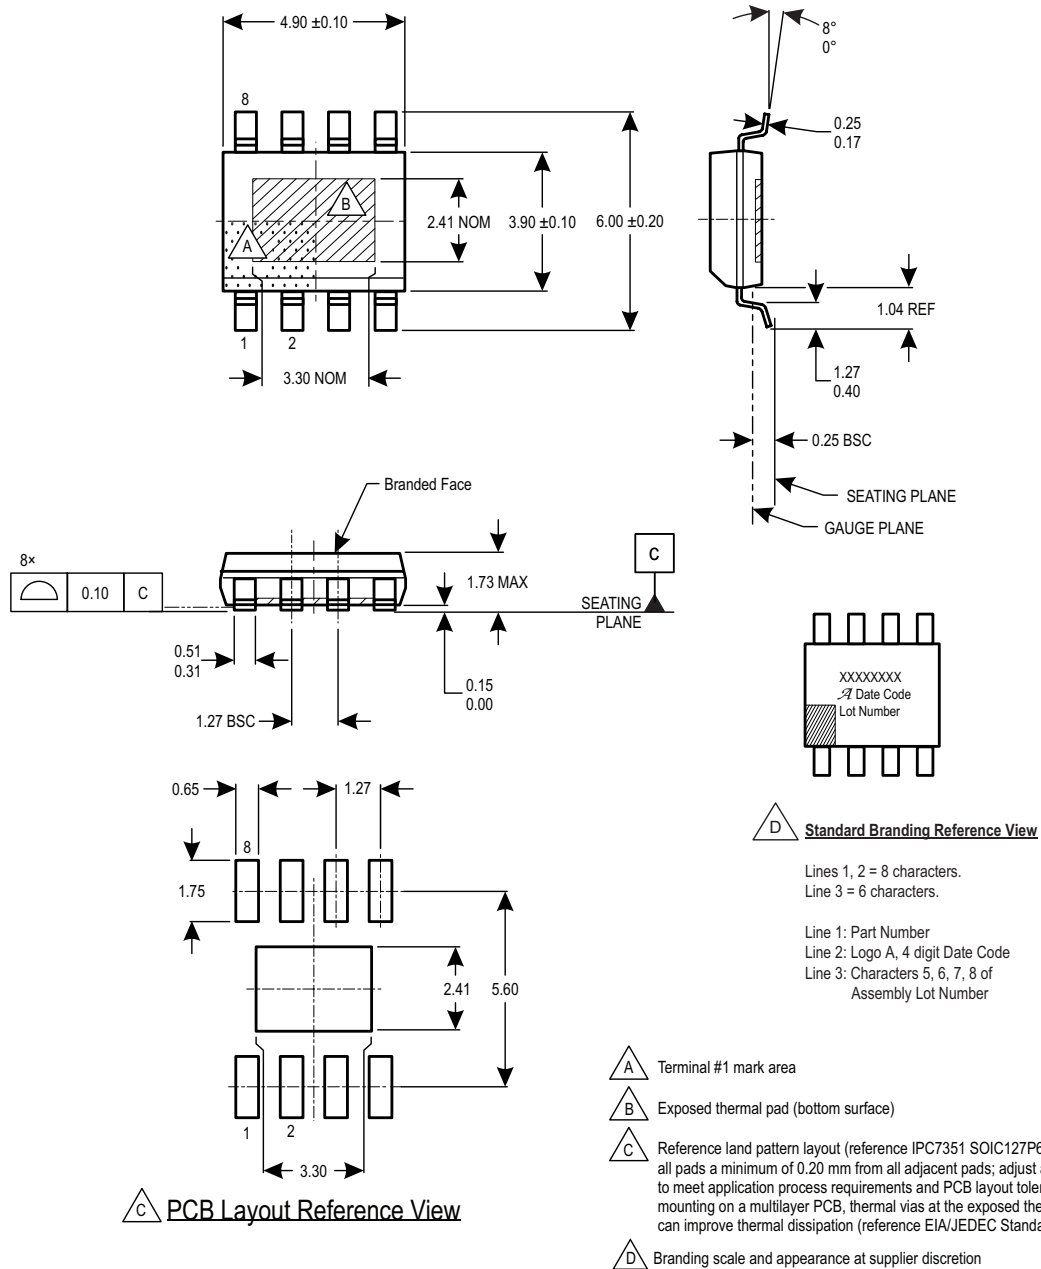 4.90 ±0.10
8
B
A
2.41 NOM
3.90 ±0.10
6.00 ±0.20
1
2
3.30 NOM
8°
0°
0.25
0.17
1.04 REF
1.27
0.40
0.25 BSC
SEATING PLANE
GAUGE PLANE
Branded Face
8×
0.10
C
C
1.73 MAX
SEATING
PLANE
0.51
0.31
1.27 BSC
0.15
0.00
XXXXXXXX
A Date Code
Lot Number
D Standard Branding Reference View
Lines 1, 2 = 8 characters.
Line 3 = 6 characters.
Line 1: Part Number
Line 2: Logo A, 4 digit Date Code
Line 3: Characters 5, 6, 7, 8 of
Assembly Lot Number
0.65
1.27
8
1.75
2.41
5.60
1
2
3.30
C PCB Layout Reference View
A Terminal #1 mark area
B Exposed thermal pad (bottom surface)
C Reference land pattern layout (reference IPC7351 SOIC127P6
all pads a minimum of 0.20 mm from all adjacent pads; adjust
to meet application process requirements and PCB layout toler
mounting on a multilayer PCB, thermal vias at the exposed the
can improve thermal dissipation (reference EIA/JEDEC Standa
D Branding scale and appearance at supplier discretion